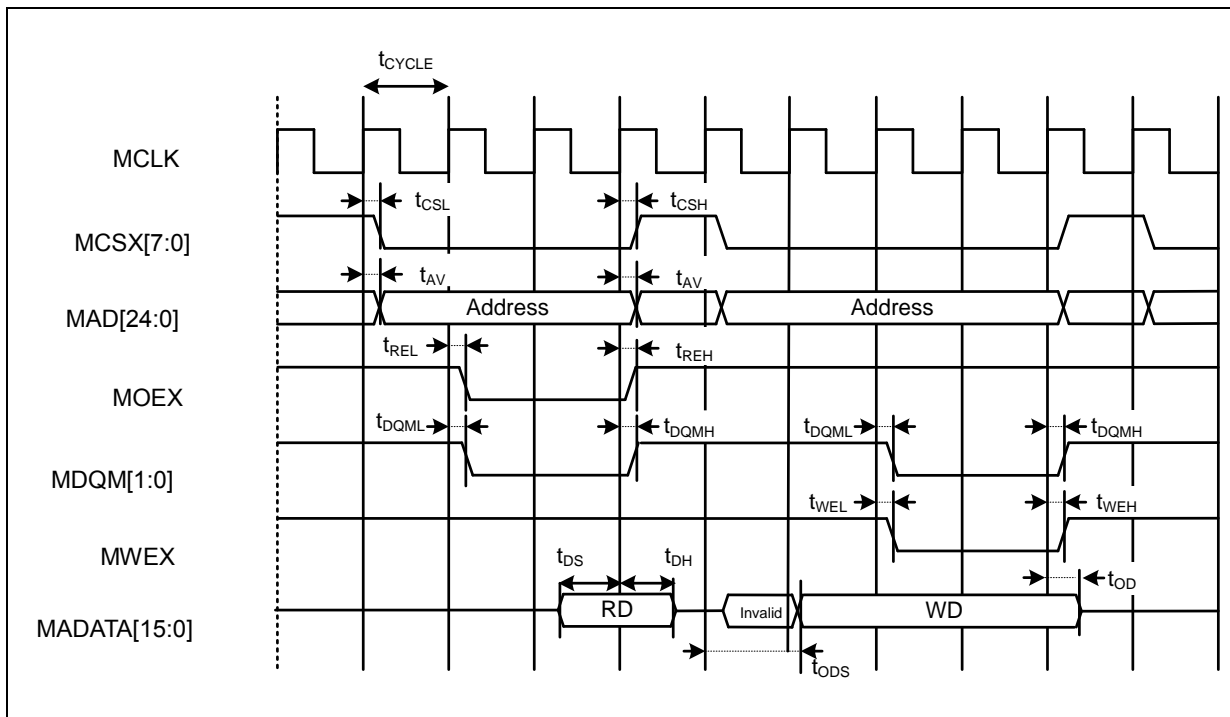 tCYCLE
MCLK
tCSL
tCSH
MCSX[7:0]
tAV
tAV
MAD[24:0]
Address
Address
tREL
tREH
MOEX
tDQML
tDQMH
tDQML
tDQMH
MDQM[1:0]
tWEL
tWEH
MWEX
tDS
tDH
tOD
MADATA[15:0]
RD
Invalid
WD
tODS